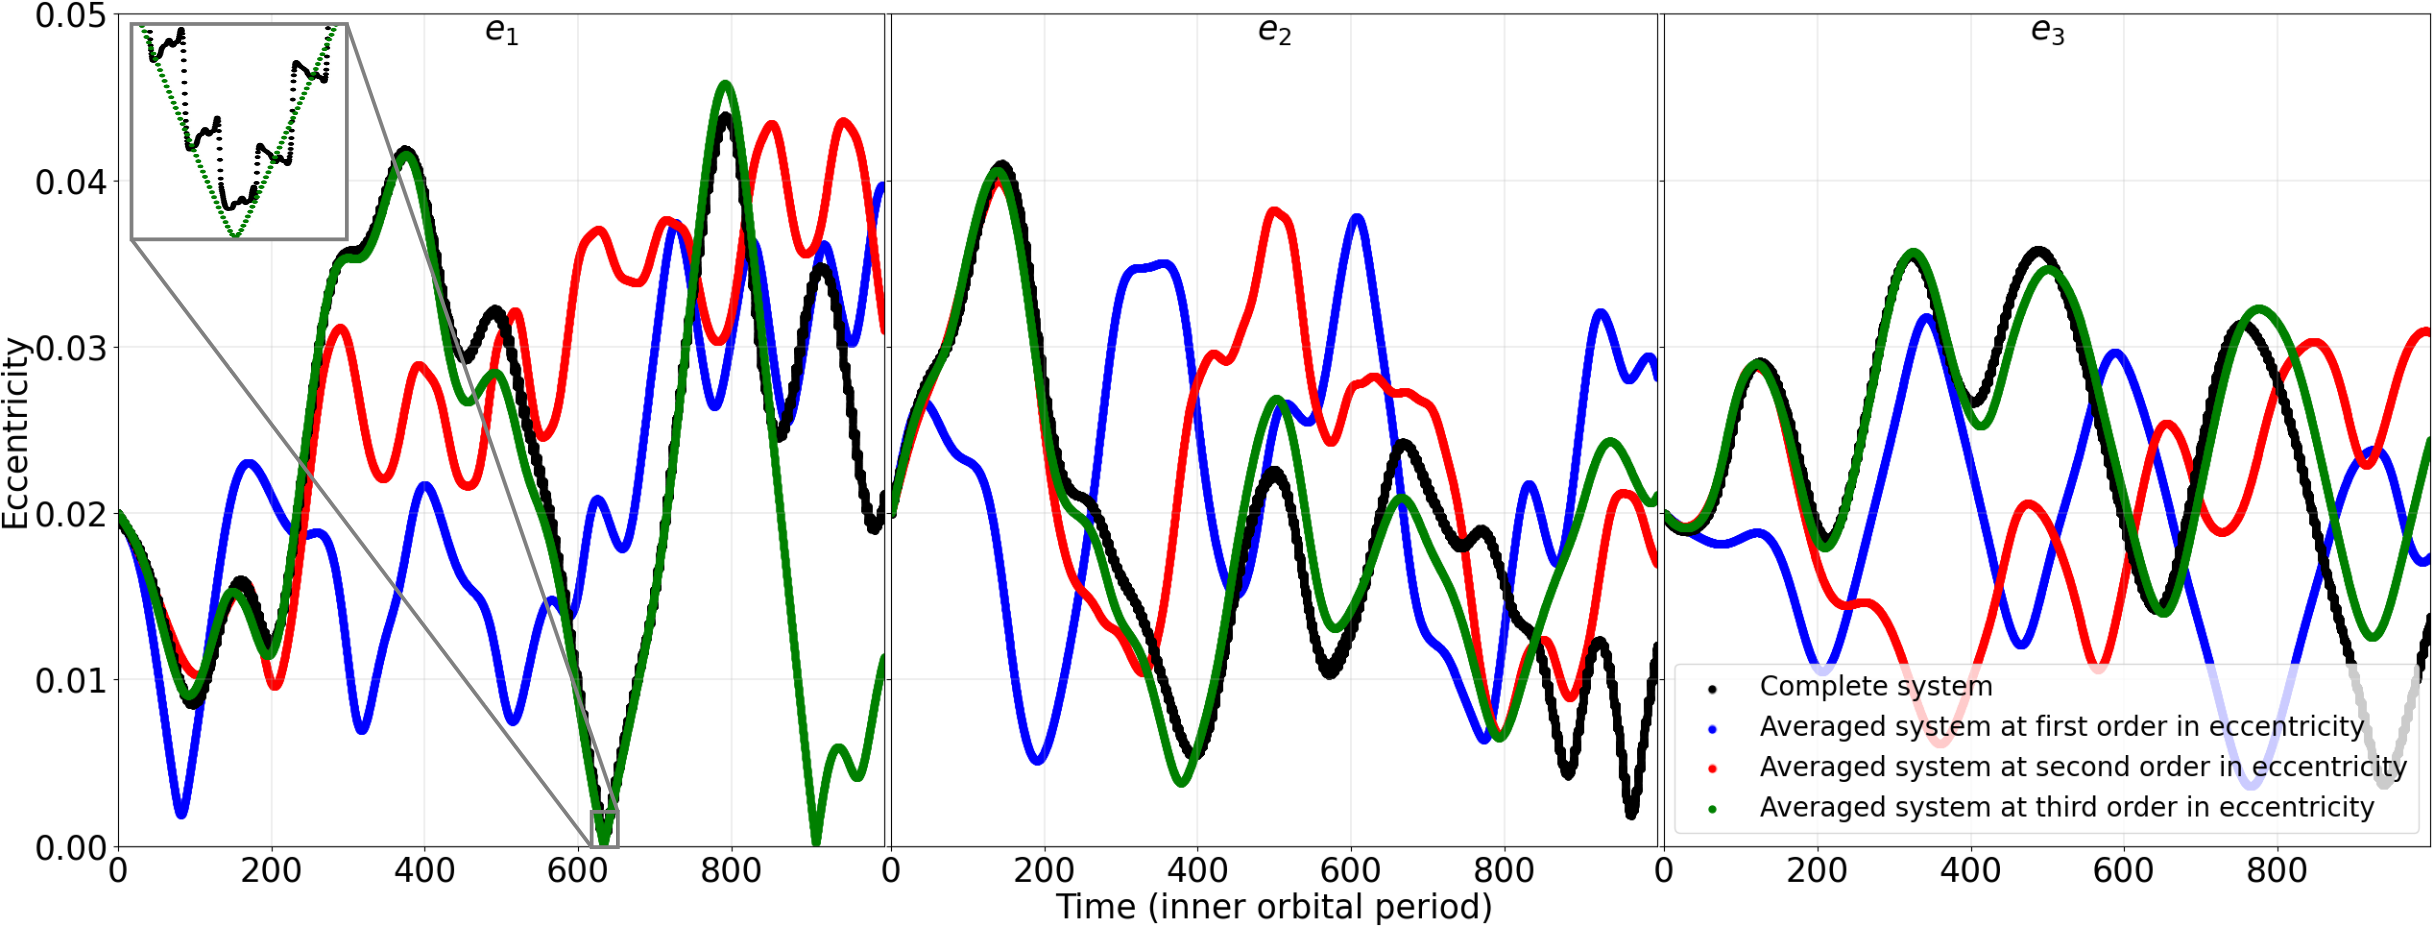 e1
e2
e3
0.05
0.04
0.03
0.02
0.01
0.00
Eccentricity
0 200 400 600 800
0 200 400 600 800
0 200 400 600 800
Time (inner orbital period)
Complete system
Averaged system at first order in eccentricity
Averaged system at second order in eccentricity
Averaged system at third order in eccentricity